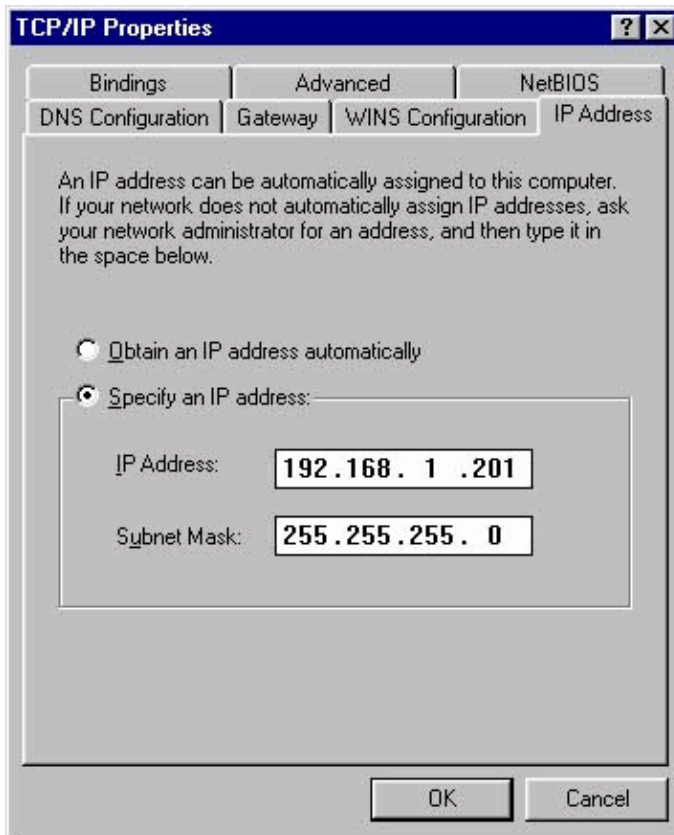 TCP/IP Properties
Bindings Advanced NetBIOS
DNS Configuration Gateway WINS Configuration IP Address
An IP address can be automatically assigned to this computer.
If your network does not automatically assign IP addresses, ask
your network administrator for an address, and then type it in
the space below.
Obtain an IP address automatically
Specify an IP address:
IP Address: 192.168. 1 .201
Subnet Mask: 255.255.255. 0
OK Cancel